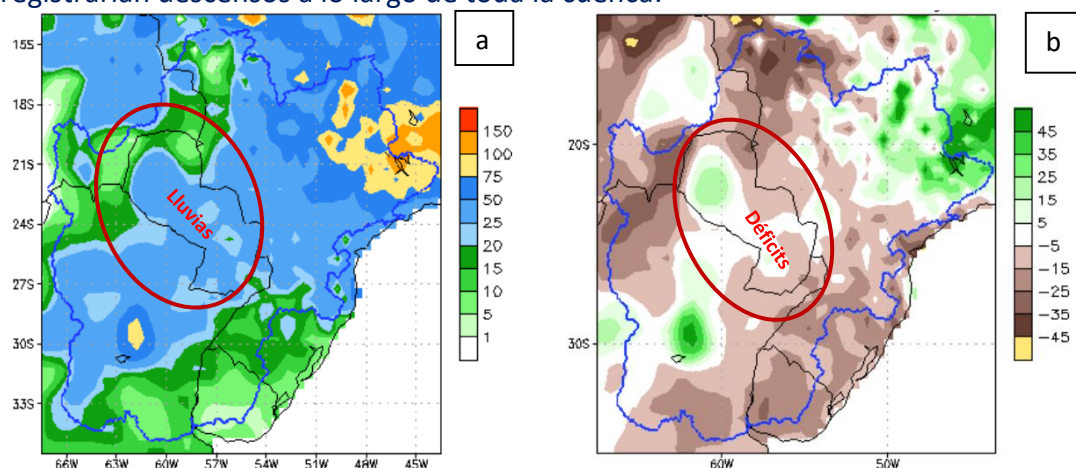 registrarían descensos a lo largo de toda la cuenca.
a
b
15S
18S
21S
24S
27S
30S
33S
66W 63W 60W 57W 54W 51W 48W 45W
150
100
75
50
25
20
15
10
5
1
Lluvias
20S
30S
60W 50W
45
35
25
15
5
-5
-15
-25
-35
-45
Déficits